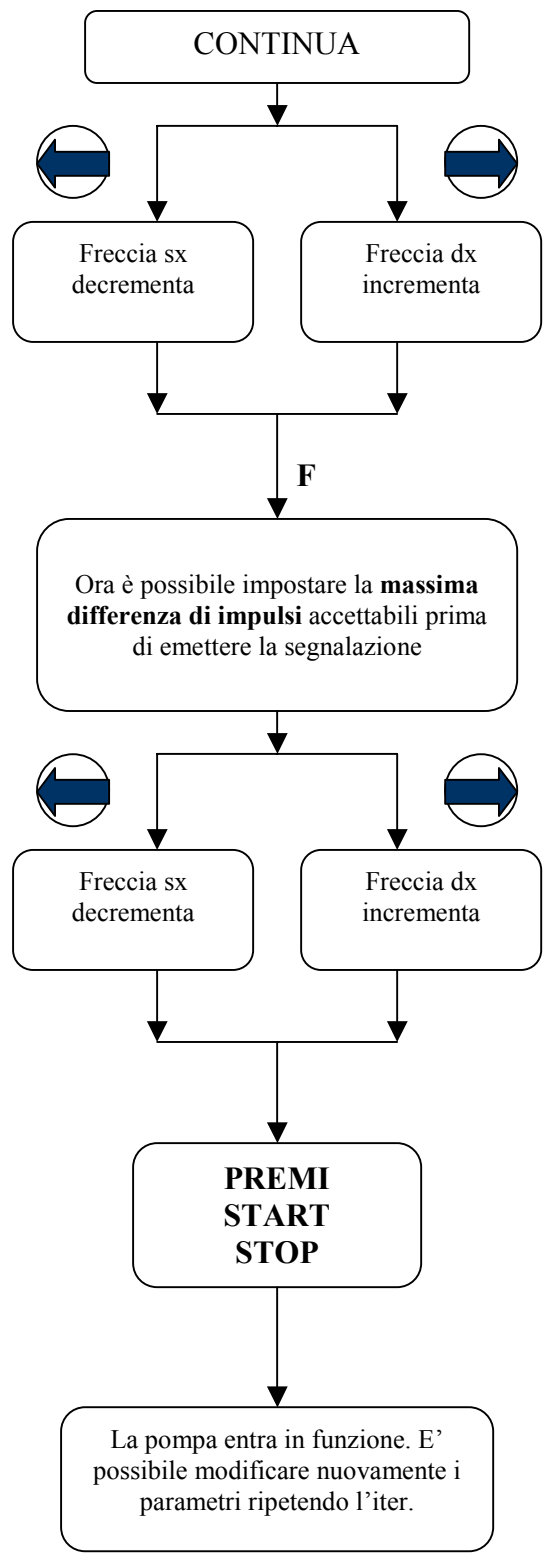 CONTINUA
Freccia sx
decrementa
Freccia dx
incrementa
F
Ora è possibile impostare la massima
differenza di impulsi accettabili prima
di emettere la segnalazione
Freccia sx
decrementa
Freccia dx
incrementa
PREMI
START
STOP
La pompa entra in funzione. E’
possibile modificare nuovamente i
parametri ripetendo l’iter.